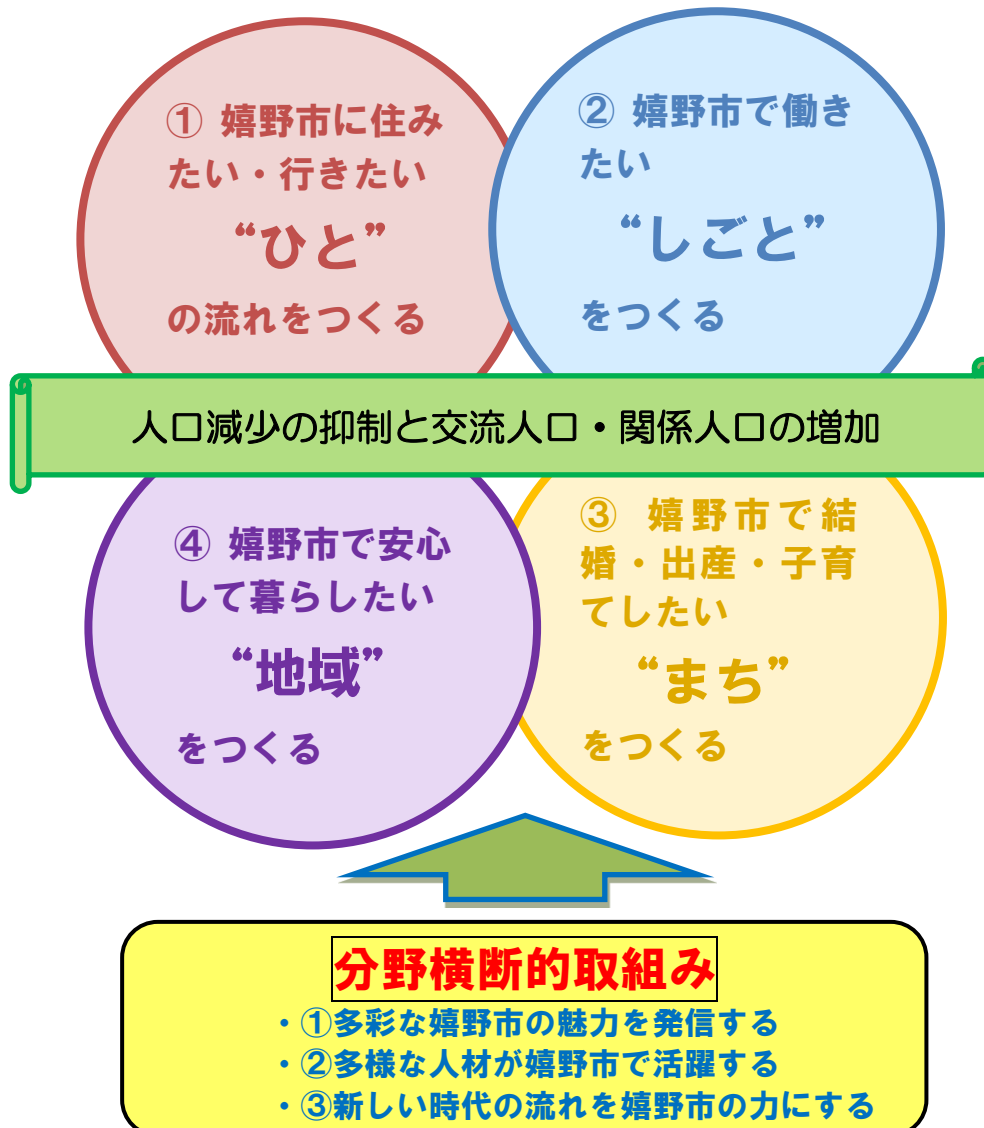 ① 嬉野市に住み
たい・行きたい
“ひと”
の流れをつくる
② 嬉野市で働き
たい
“しごと”
をつくる
人口減少の抑制と交流人口・関係人口の増加
④ 嬉野市で安心
して暮らしたい
“地域”
をつくる
③ 嬉野市で結
婚・出産・子育
てしたい
“まち”
をつくる
分野横断的取組み
・①多彩な嬉野市の魅力を発信する
・②多様な人材が嬉野市で活躍する
・③新しい時代の流れを嬉野市の力にする